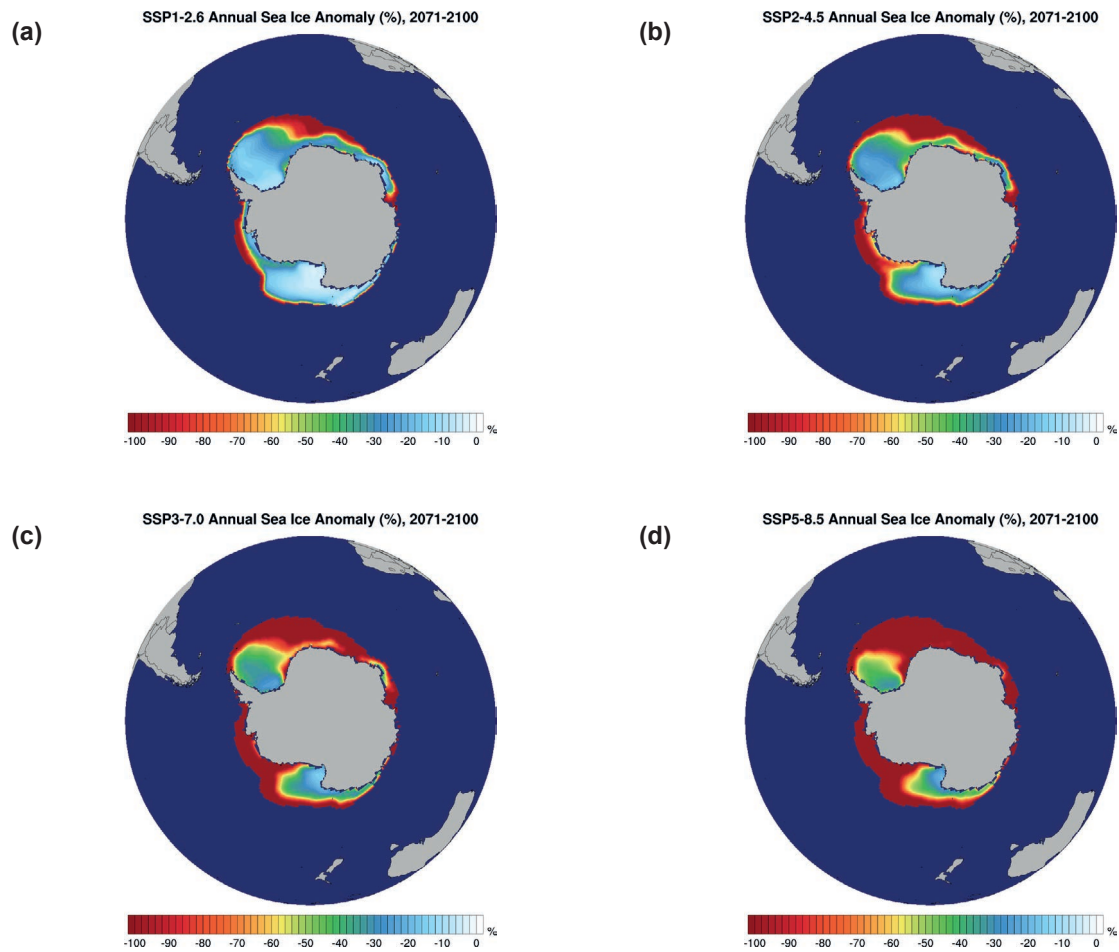 (a)
SSP1-2.6 Annual Sea Ice Anomaly (%), 2071-2100
-100 -90 -80 -70 -60 -50 -40 -30 -20 -10 0 %
(b)
SSP2-4.5 Annual Sea Ice Anomaly (%), 2071-2100
-100 -90 -80 -70 -60 -50 -40 -30 -20 -10 0 %
(c)
SSP3-7.0 Annual Sea Ice Anomaly (%), 2071-2100
-100 -90 -80 -70 -60 -50 -40 -30 -20 -10 0 %
(d)
SSP5-8.5 Annual Sea Ice Anomaly (%), 2071-2100
-100 -90 -80 -70 -60 -50 -40 -30 -20 -10 0 %